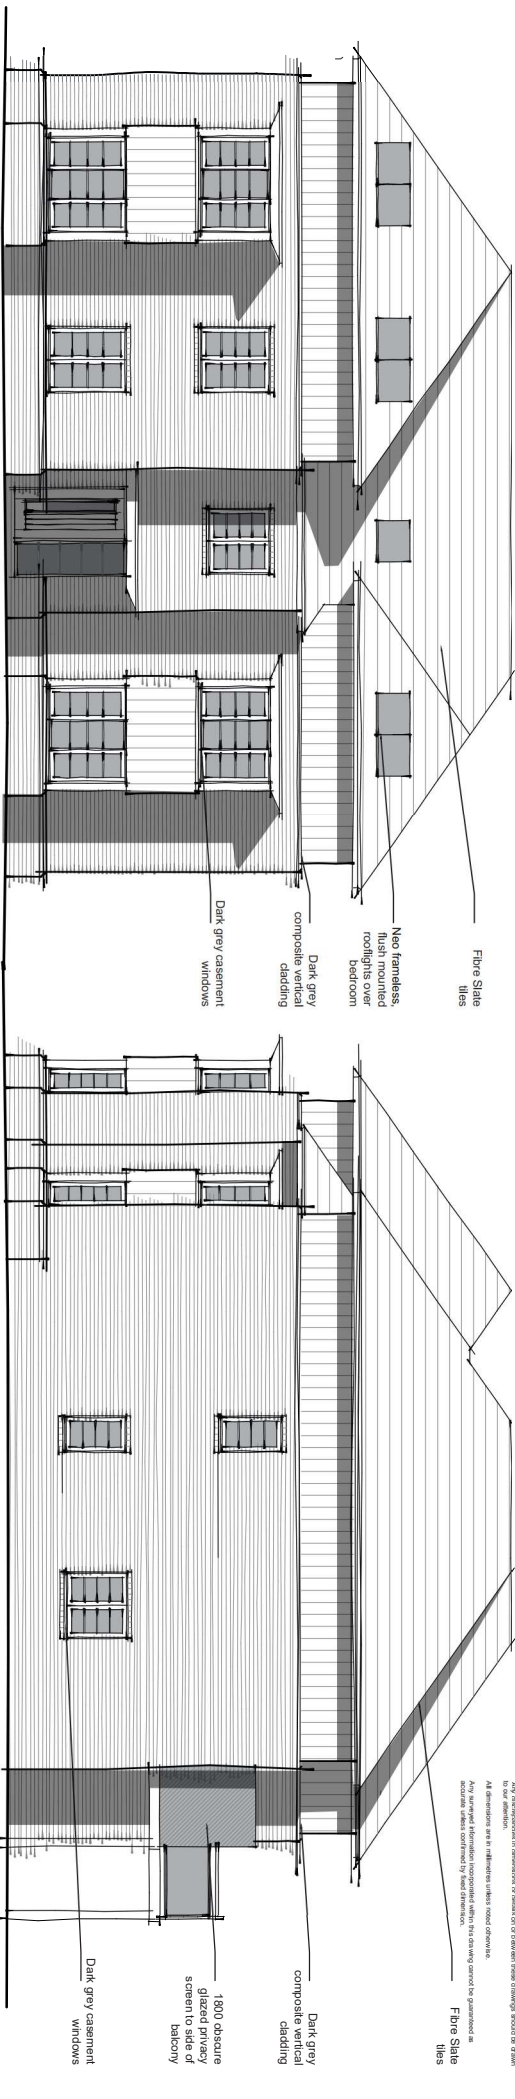 Fibre Slate
tiles
Neo frameless,
flush mounted
rooflights over
bedroom
Dark grey
composite vertical
cladding
Dark grey casement
windows
to our attention.
All dimensions are in millimetres unless noted otherwise.
Any surveyed information incorporated within this drawing cannot be guaranteed as
accurate unless confirmed by fixed dimension.
Fibre Slate
tiles
Dark grey
composite vertical
cladding
1800 obscure
glazed privacy
screen to side of
balcony
Dark grey casement
windows